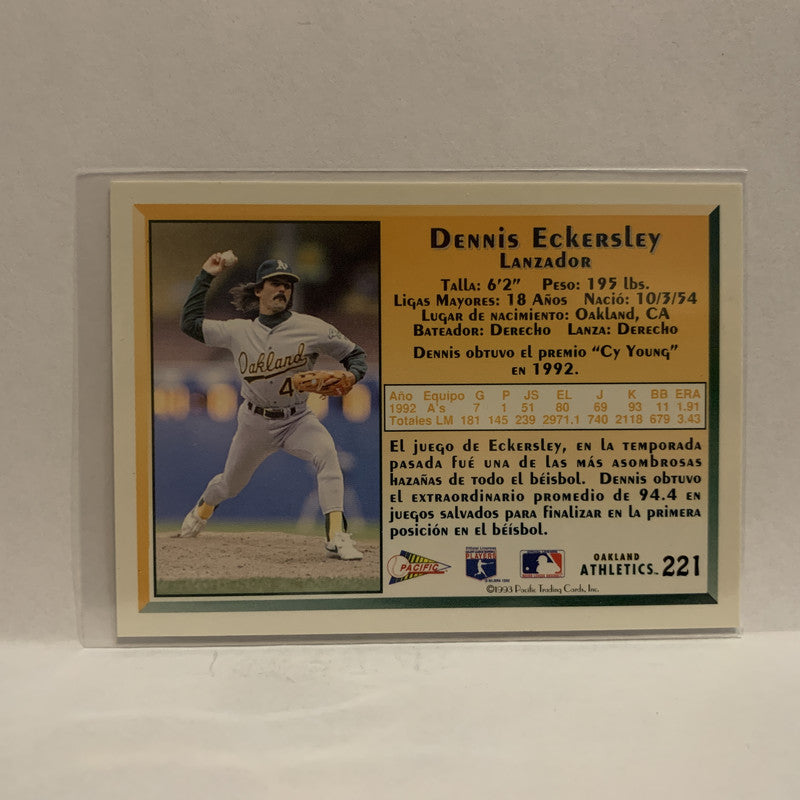 Dennis Eckersley
Lanzador
Talla: 6'2" Peso: 195 lbs.
Ligas Mayores: 18 Años Nació: 10/3/54
Lugar de nacimiento: Oakland, CA
Bateador: Derecho Lanza: Derecho
Dennis obtuvo el premio "Cy Young"
en 1992.
Año Equipo G P JS EL J K BB ERA
1992 A's 7 1 51 80 69 93 11 1.91
Totales LM 181 145 239 2971.1 740 2118 679 3.43
El juego de Eckersley, en la temporada
pasada fué una de las más asombrosas
hazañas de todo el béisbol. Dennis obtuvo
el extraordinario promedio de 94.4 en
juegos salvados para finalizar en la primera
posición en el béisbol.
Oakland
4
PACIFIC
PLAYERS
OAKLAND
ATHLETICS™ 221
©1993 Pacific Trading Cards, Inc.